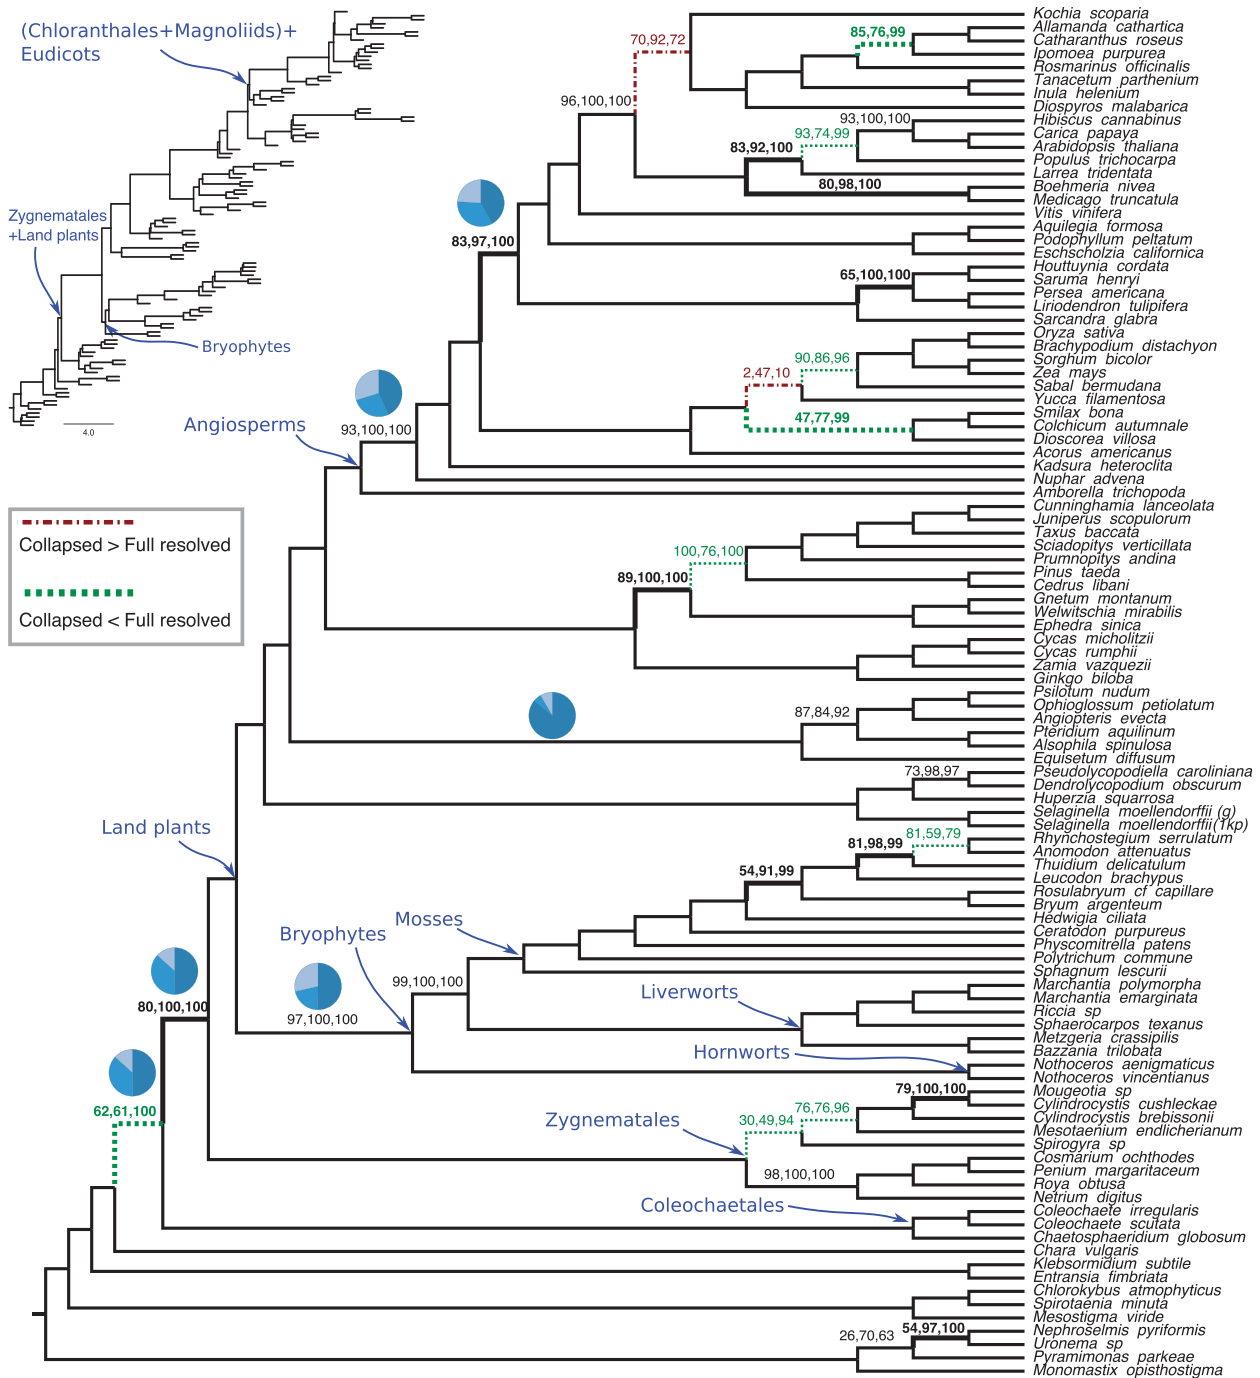 (Chloranthales+Magnoliids)+
Eudicots
Zygnematales
+Land plants
Bryophytes
4.0
Collapsed > Full resolved
Collapsed < Full resolved
Angiosperms
Land plants
Bryophytes
Mosses
Liverworts
Hornworts
Zygnematales
Coleochaetales
70,92,72
85,76,99
96,100,100
93,100,100
93,74,99
83,92,100
80,98,100
83,97,100
65,100,100
90,86,96
2,47,10
47,77,99
93,100,100
100,76,100
89,100,100
87,84,92
73,98,97
81,59,79
81,98,99
54,91,99
99,100,100
97,100,100
80,100,100
62,61,100
79,100,100
76,76,96
30,49,94
98,100,100
54,97,100
26,70,63
Kochia scoparia
Allamanda cathartica
Catharanthus roseus
Ipomoea purpurea
Rosmarinus officinalis
Tanacetum parthenium
Inula helenium
Diospyros malabarica
Hibiscus cannabinus
Carica papaya
Arabidopsis thaliana
Populus trichocarpa
Larrea tridentata
Boehmeria nivea
Medicago truncatula
Vitis vinifera
Aquilegia formosa
Podophyllum peltatum
Eschscholzia californica
Houttuynia cordata
Saruma henryi
Persea americana
Liriodendron tulipifera
Sarcandra glabra
Oryza sativa
Brachypodium distachyon
Sorghum bicolor
Zea mays
Sabal bermudana
Yucca filamentosa
Smilax bona
Colchicum autumnale
Dioscorea villosa
Acorus americanus
Kadsura heteroclita
Nuphar advena
Amborella trichopoda
Cunninghamia lanceolata
Juniperus scopulorum
Taxus baccata
Sciadopitys verticillata
Prumnopitys andina
Pinus taeda
Cedrus libani
Gnetum montanum
Welwitschia mirabilis
Ephedra sinica
Cycas micholitzii
Cycas rumphii
Zamia vazquezii
Ginkgo biloba
Psilotum nudum
Ophioglossum petiolatum
Angiopteris evecta
Pteridium aquilinum
Alsophila spinulosa
Equisetum diffusum
Pseudolycopodiella caroliniana
Dendrolycopodium obscurum
Huperzia squarrosa
Selaginella moellendorffii (g)
Selaginella moellendorffii(1kp)
Rhynchostegium serrulatum
Anomodon attenuatus
Thuidium delicatulum
Leucodon brachypus
Rosulabryum cf capillare
Bryum argenteum
Hedwigia ciliata
Ceratodon purpureus
Physcomitrella patens
Polytrichum commune
Sphagnum lescurii
Marchantia polymorpha
Marchantia emarginata
Riccia sp
Sphaerocarpos texanus
Metzgeria crassipilis
Bazzania trilobata
Nothoceros aenigmaticus
Nothoceros vincentianus
Mougeotia sp
Cylindrocystis cushleckae
Cylindrocystis brebissonii
Mesotaenium endlicherianum
Spirogyra sp
Cosmarium ochthodes
Penium margaritaceum
Roya obtusa
Netrium digitus
Coleochaete irregularis
Coleochaete scutata
Chaetosphaeridium globosum
Chara vulgaris
Klebsormidium subtile
Entransia fimbriata
Chlorokybus atmophyticus
Spirotaenia minuta
Mesostigma viride
Nephroselmis pyriformis
Uronema sp
Pyramimonas parkeae
Monomastix opisthostigma